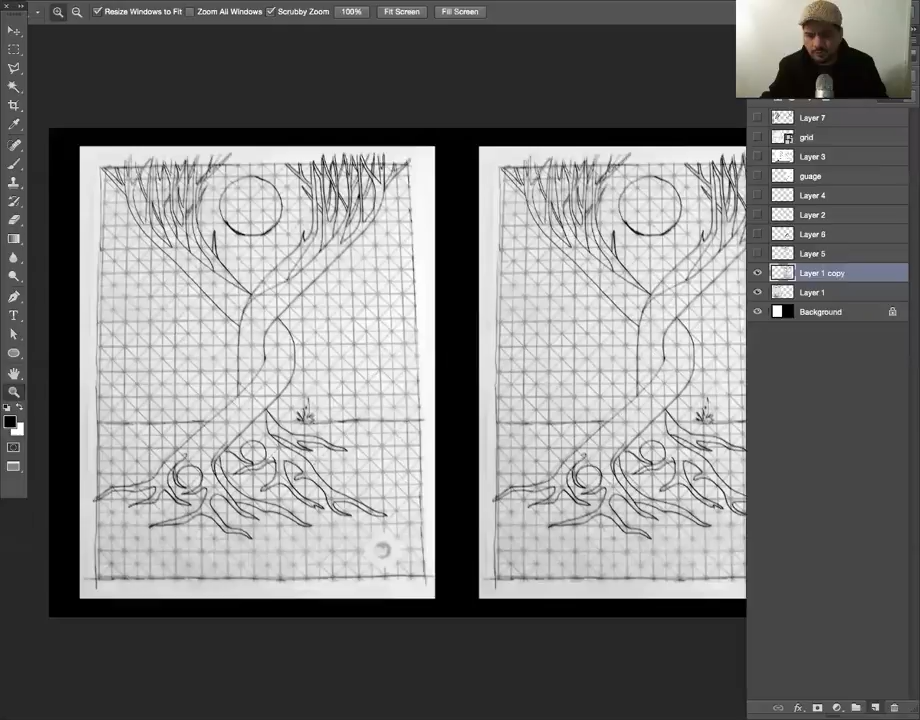 Resize Windows to Fit Zoom All Windows Scrubby Zoom 100% Fit Screen Fill Screen
Layer 7
grid
Layer 3
guage
Layer 4
Layer 2
Layer 6
Layer 5
Layer 1 copy
Layer 1
Background